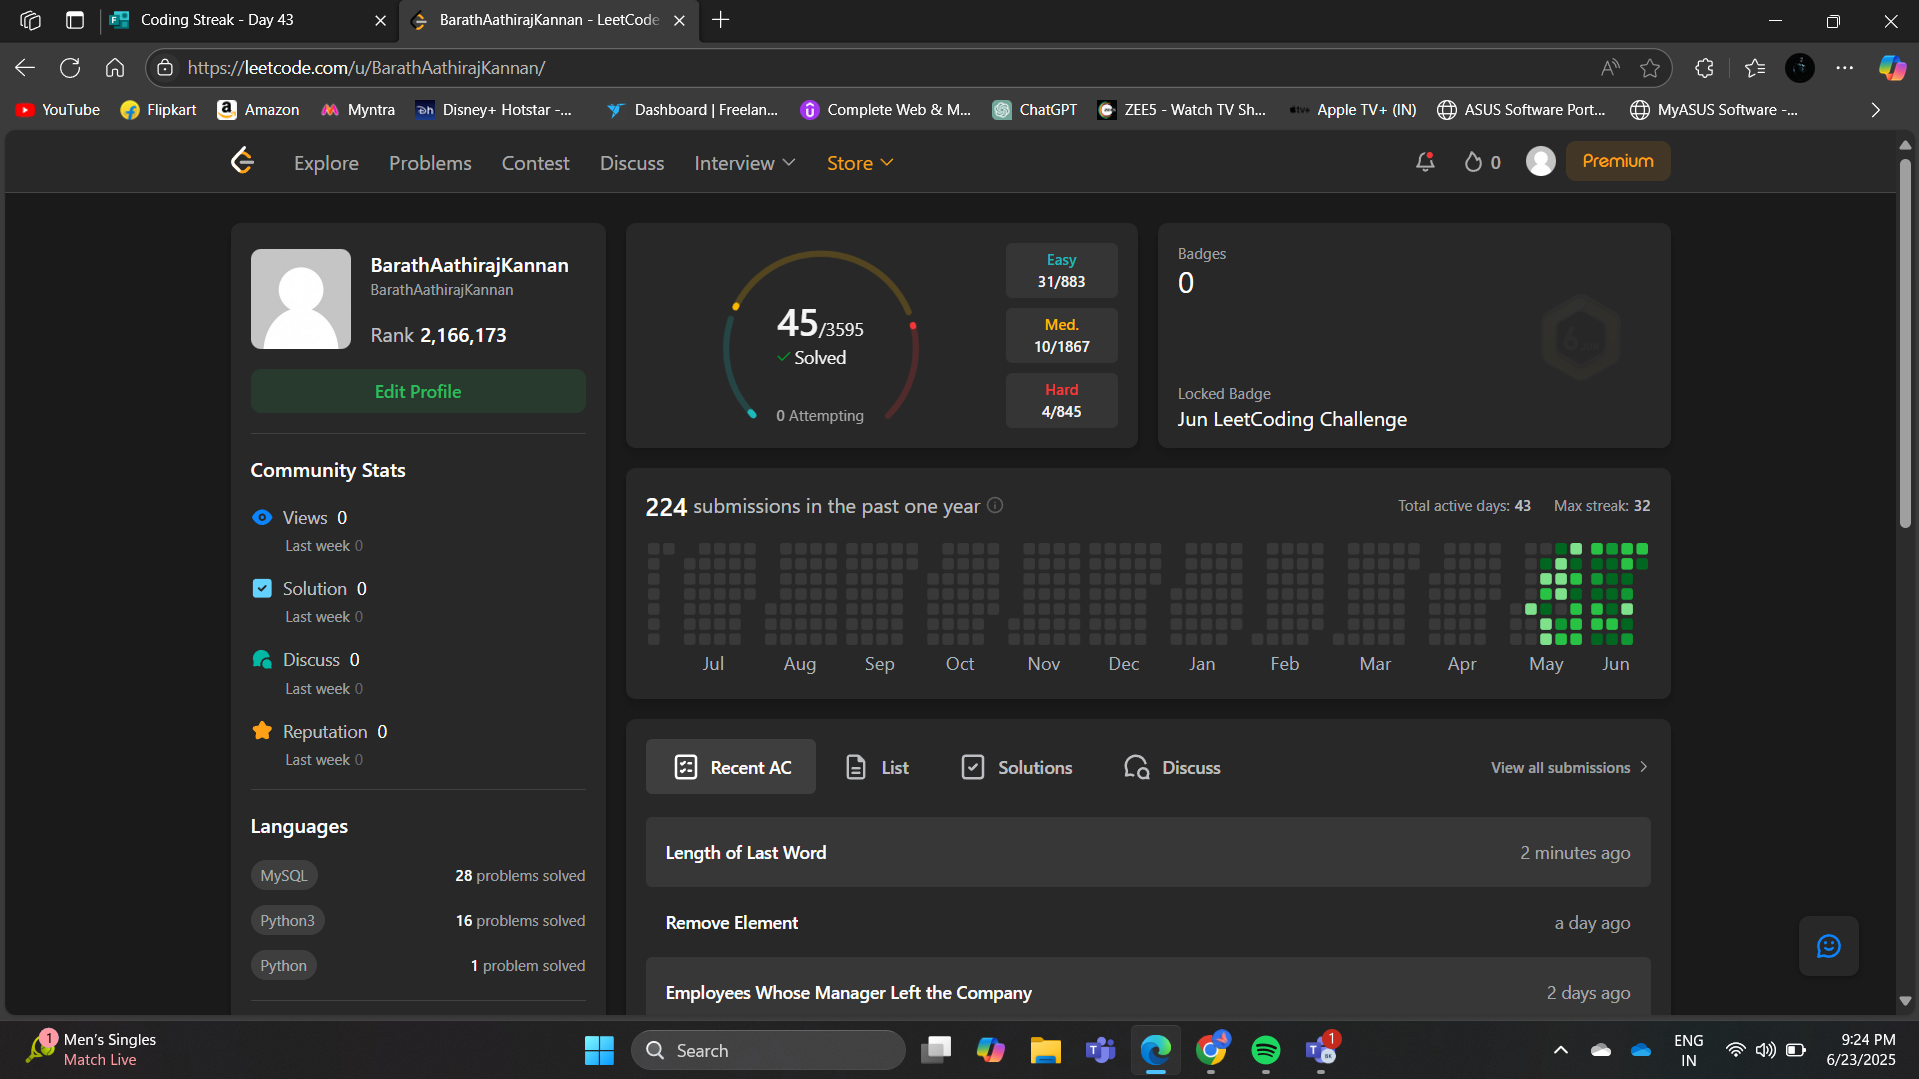 Coding Streak - Day 43
BarathAathirajKannan - LeetCode
https://leetcode.com/u/BarathAathirajKannan/
YouTube
Flipkart
Amazon
Myntra
Disney+ Hotstar -...
Dashboard | Freelan...
Complete Web & M...
ChatGPT
ZEE5 - Watch TV Sh...
Apple TV+ (IN)
ASUS Software Port...
MyASUS Software -...
Explore
Problems
Contest
Discuss
Interview
Store
0
Premium
BarathAathirajKannan
BarathAathirajKannan
Rank 2,166,173
Edit Profile
Community Stats
Views 0
Last week 0
Solution 0
Last week 0
Discuss 0
Last week 0
Reputation 0
Last week 0
Languages
MySQL
28 problems solved
Python3
16 problems solved
Python
1 problem solved
45/3595
Solved
0 Attempting
Easy
31/883
Med.
10/1867
Hard
4/845
Badges
0
Locked Badge
Jun LeetCoding Challenge
224 submissions in the past one year
Total active days: 43
Max streak: 32
Jul
Aug
Sep
Oct
Nov
Dec
Jan
Feb
Mar
Apr
May
Jun
Recent AC
List
Solutions
Discuss
View all submissions
Length of Last Word
2 minutes ago
Remove Element
a day ago
Employees Whose Manager Left the Company
2 days ago
1
Men's Singles
Match Live
Search
1
ENG
IN
9:24 PM
6/23/2025